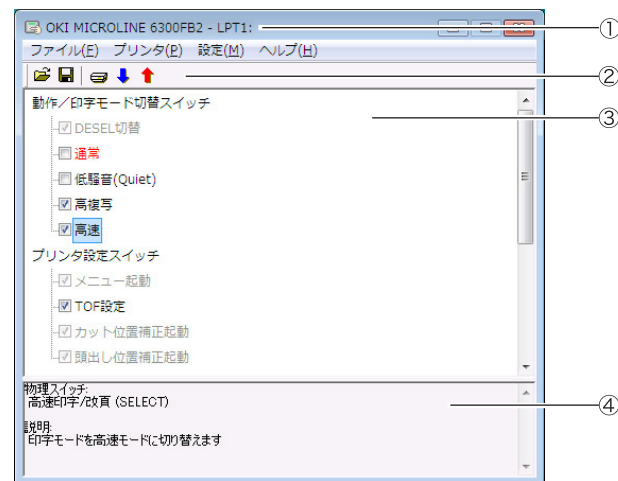 OKI MICROLINE 6300FB2 - LPT1:
①
ファイル(F) プリンタ(P) 設定(M) ヘルプ(H)
②
動作/印字モード切替スイッチ
③
DESEL切替
通常
低騒音(Quiet)
高複写
高速
プリンタ設定スイッチ
メニュー起動
TOF設定
カット位置補正起動
頭出し位置補正起動
物理スイッチ:
高速印字/改頁 (SELECT)
④
説明:
印字モードを高速モードに切り替えます